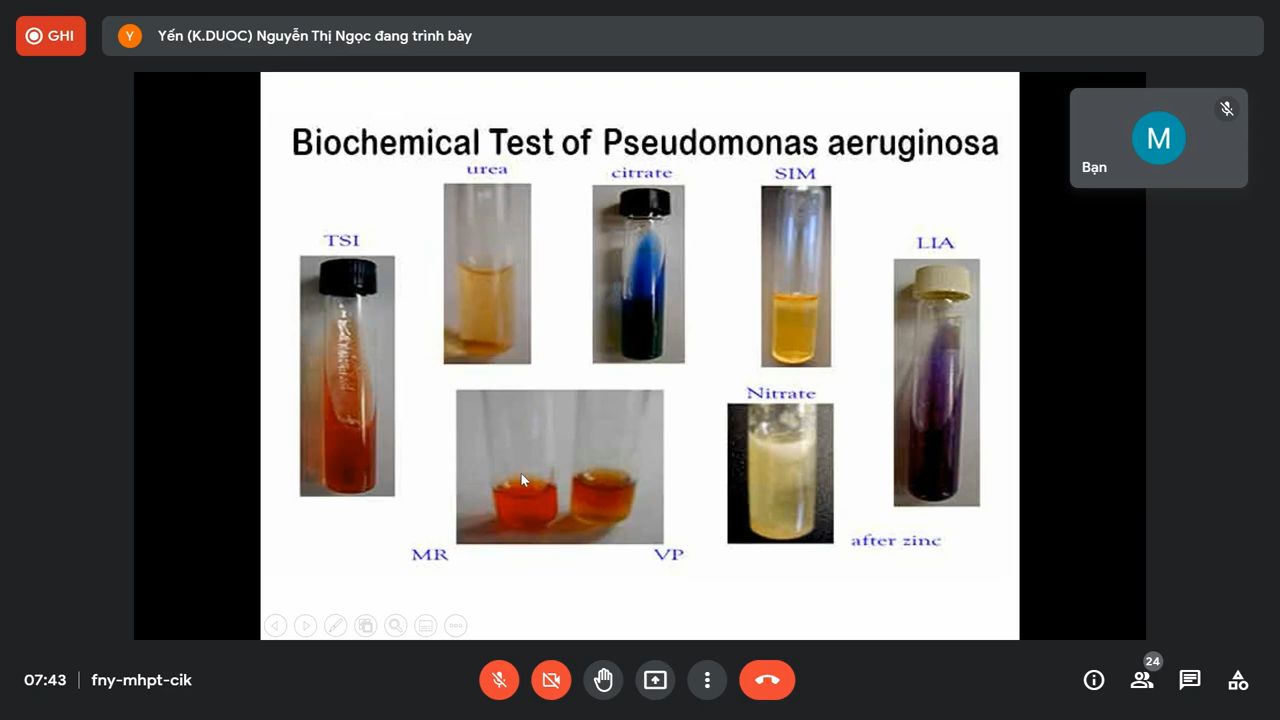 GHI
Y
Yến (K.DUOC) Nguyễn Thị Ngọc đang trình bày
M
Bạn
Biochemical Test of Pseudomonas aeruginosa
urea
citrate
SIM
TSI
LIA
Nitrate
after zinc
MR
VP
07:43
fny-mhpt-cik
24